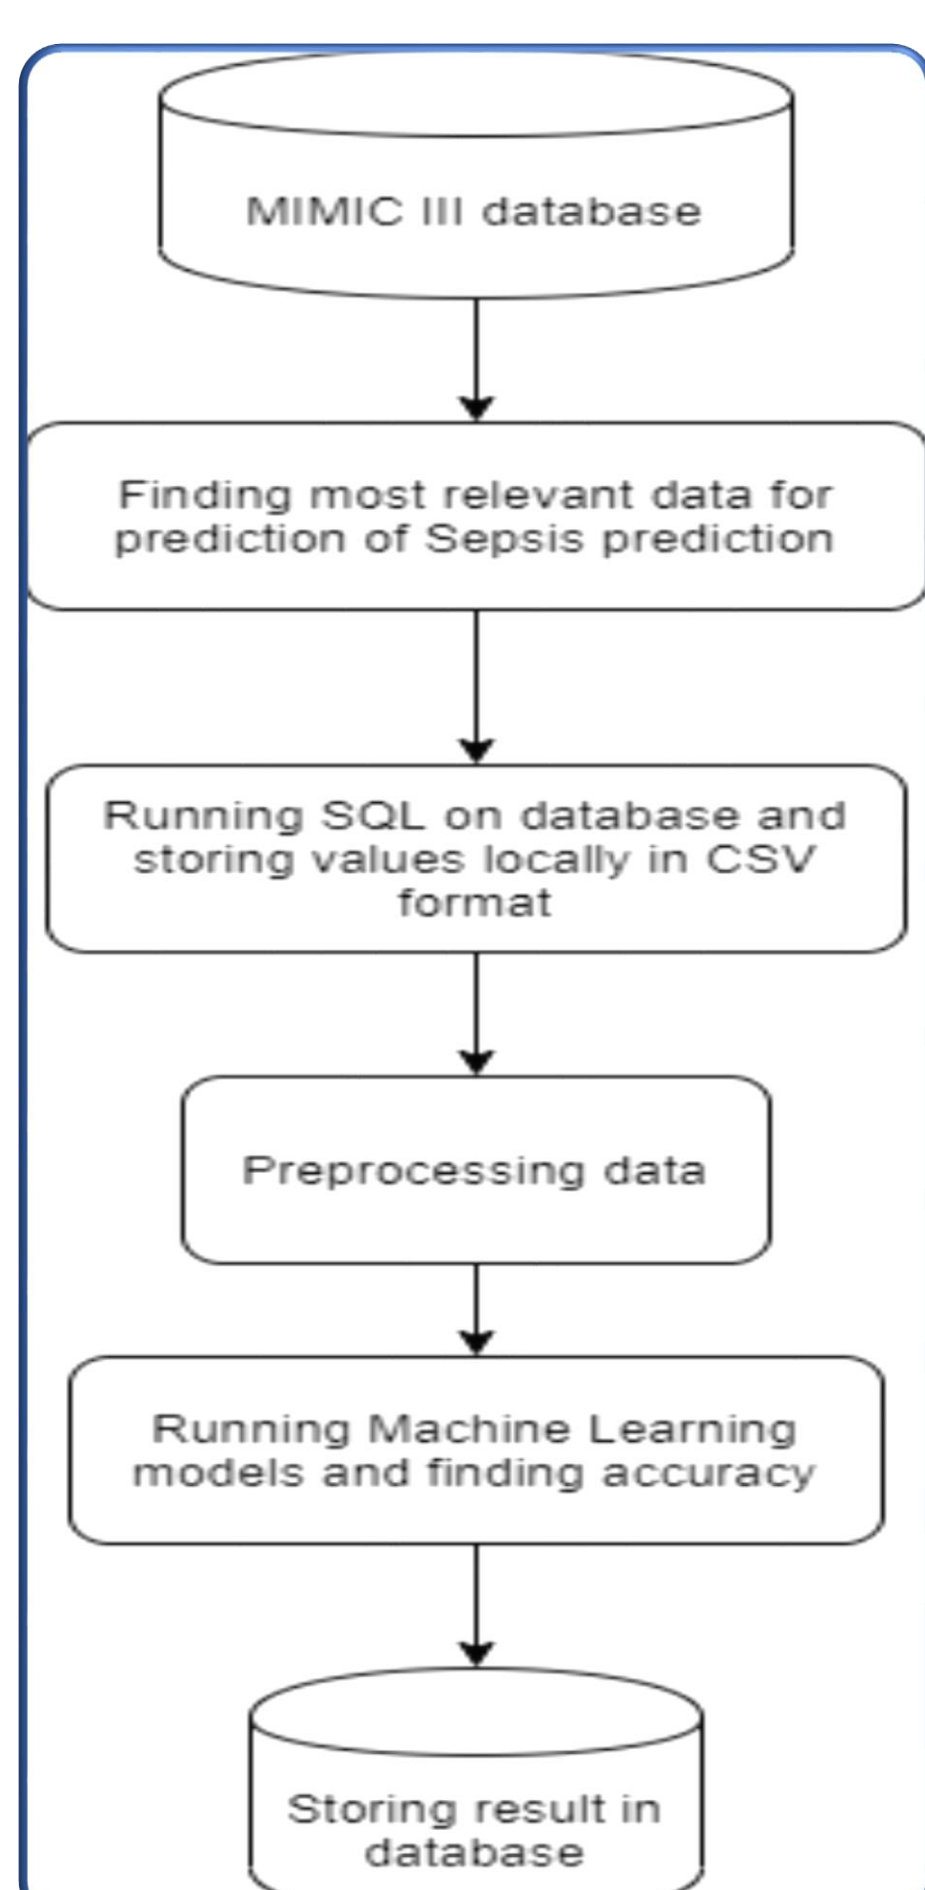 MIMIC III database
Finding most relevant data for
prediction of Sepsis prediction
Running SQL on database and
storing values locally in CSV
format
Preprocessing data
Running Machine Learning
models and finding accuracy
Storing result in
database